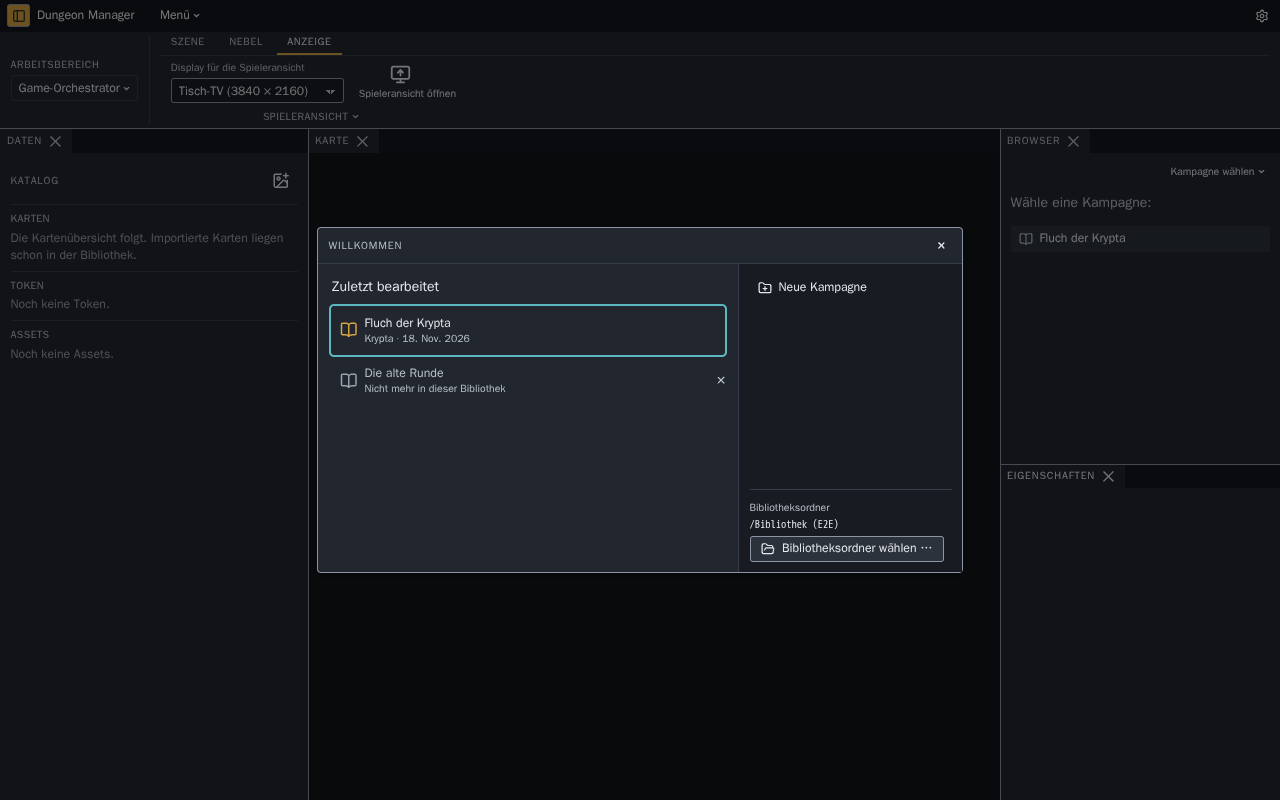 Dungeon Manager
Menü
SZENE NEBEL ANZEIGE
ARBEITSBEREICH
Game-Orchestrator
Display für die Spieleransicht
Tisch-TV (3840 × 2160)
Spieleransicht öffnen
SPIELERANSICHT
DATEN
KATALOG
KARTEN
Die Kartenübersicht folgt. Importierte Karten liegen
schon in der Bibliothek.
TOKEN
Noch keine Token.
ASSETS
Noch keine Assets.
KARTE
WILLKOMMEN
Zuletzt bearbeitet
Fluch der Krypta
Krypta · 18. Nov. 2026
Die alte Runde
Nicht mehr in dieser Bibliothek
Neue Kampagne
Bibliotheksordner
/Bibliothek (E2E)
Bibliotheksordner wählen ···
BROWSER
Kampagne wählen
Wähle eine Kampagne:
Fluch der Krypta
EIGENSCHAFTEN